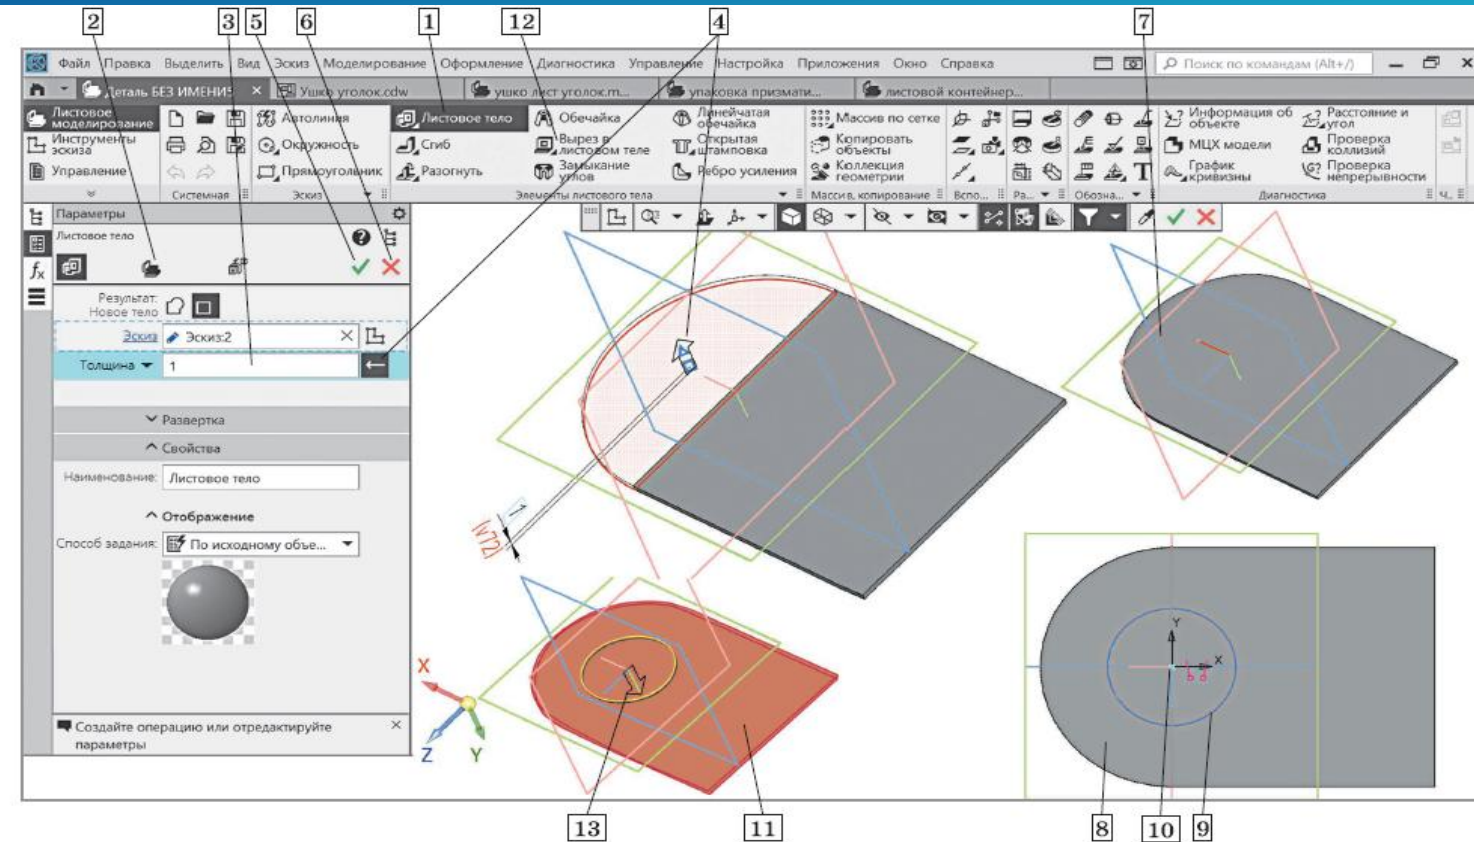 2 3 5 6 1 12 4 7
Файл Правка Выделить Вид Эскиз Моделирование Оформление Диагностика Управление Настройка Приложения Окно Справка Поиск по командам (Alt+/)
Деталь БЕЗ ИМЕНИ1 Ушко уголок.cdw ушко лист уголок.m... упаковка призмати... листовой контейнер...
Листовое моделирование Автолиния Листовое тело Обечайка Линейчатая обечайка Массив по сетке Информация об объекте Расстояние и угол
Инструменты эскиза Окружность Сгиб Вырез в листовом теле Открытая штамповка Копировать объекты МЦХ модели Проверка коллизий
Управление Прямоугольник Разогнуть Замыкание углов Ребро усиления Коллекция геометрии График кривизны Проверка непрерывности
Системная Эскиз Элементы листового тела Массив, копирование Вспо... Ра... Обозна... Диагностика Ч...
Параметры
Листовое тело
Результат:
Новое тело
Эскиз Эскиз:2
Толщина 1
Развертка
Свойства
Наименование: Листовое тело
Отображение
Способ задания: По исходному объе...
Создайте операцию или отредактируйте
параметры
1
(v72)
X
Z Y
Y
X
13 11 8 10 9